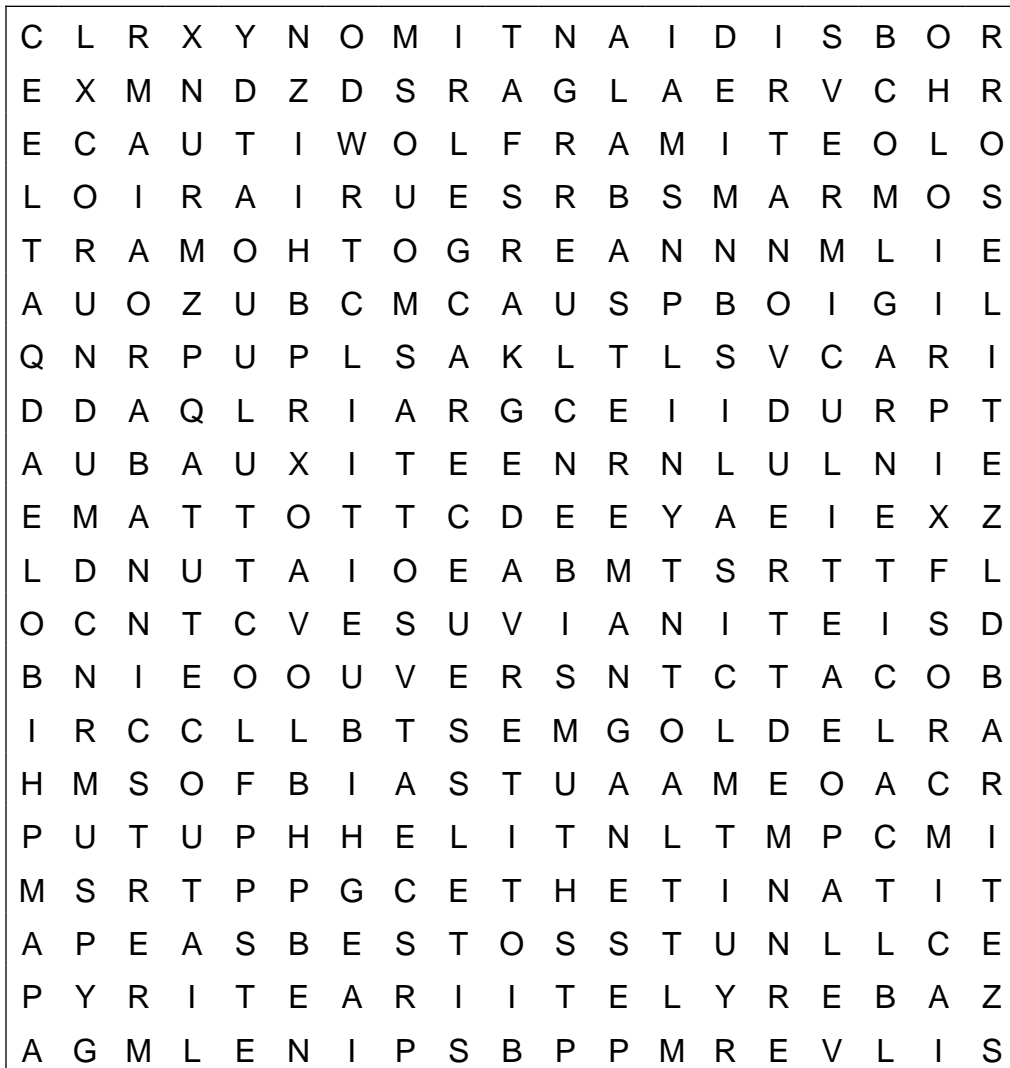 C L R X Y N O M I T N A I D I S B O R
E X M N D Z D S R A G L A E R V C H R
E C A U T I W O L F R A M I T E O L O
L O I R A I R U E S R B S M A R M O S
T R A M O H T O G R E A N N N M L I E
A U O Z U B C M C A U S P B O I G I L
Q N R P U P L S A K L T L S V C A R I
D D A Q L R I A R G C E I I D U R P T
A U B A U X I T E E N R N L U L N I E
E M A T T O T T C D E E Y A E I E X Z
L D N U T A I O E A B M T S R T T F L
O C N T C V E S U V I A N I T E I S D
B N I E O O U V E R S N T C T A C O B
I R C C L L B T S E M G O L D E L R A
H M S O F B I A S T U A A M E O A C R
P U T U P H H E L I T N L T M P C M I
M S R T P P G C E T H E T I N A T I T
A P E A S B E S T O S S T U N L L C E
P Y R I T E A R I I T E L Y R E B A Z
A G M L E N I P S B P P M R E V L I S